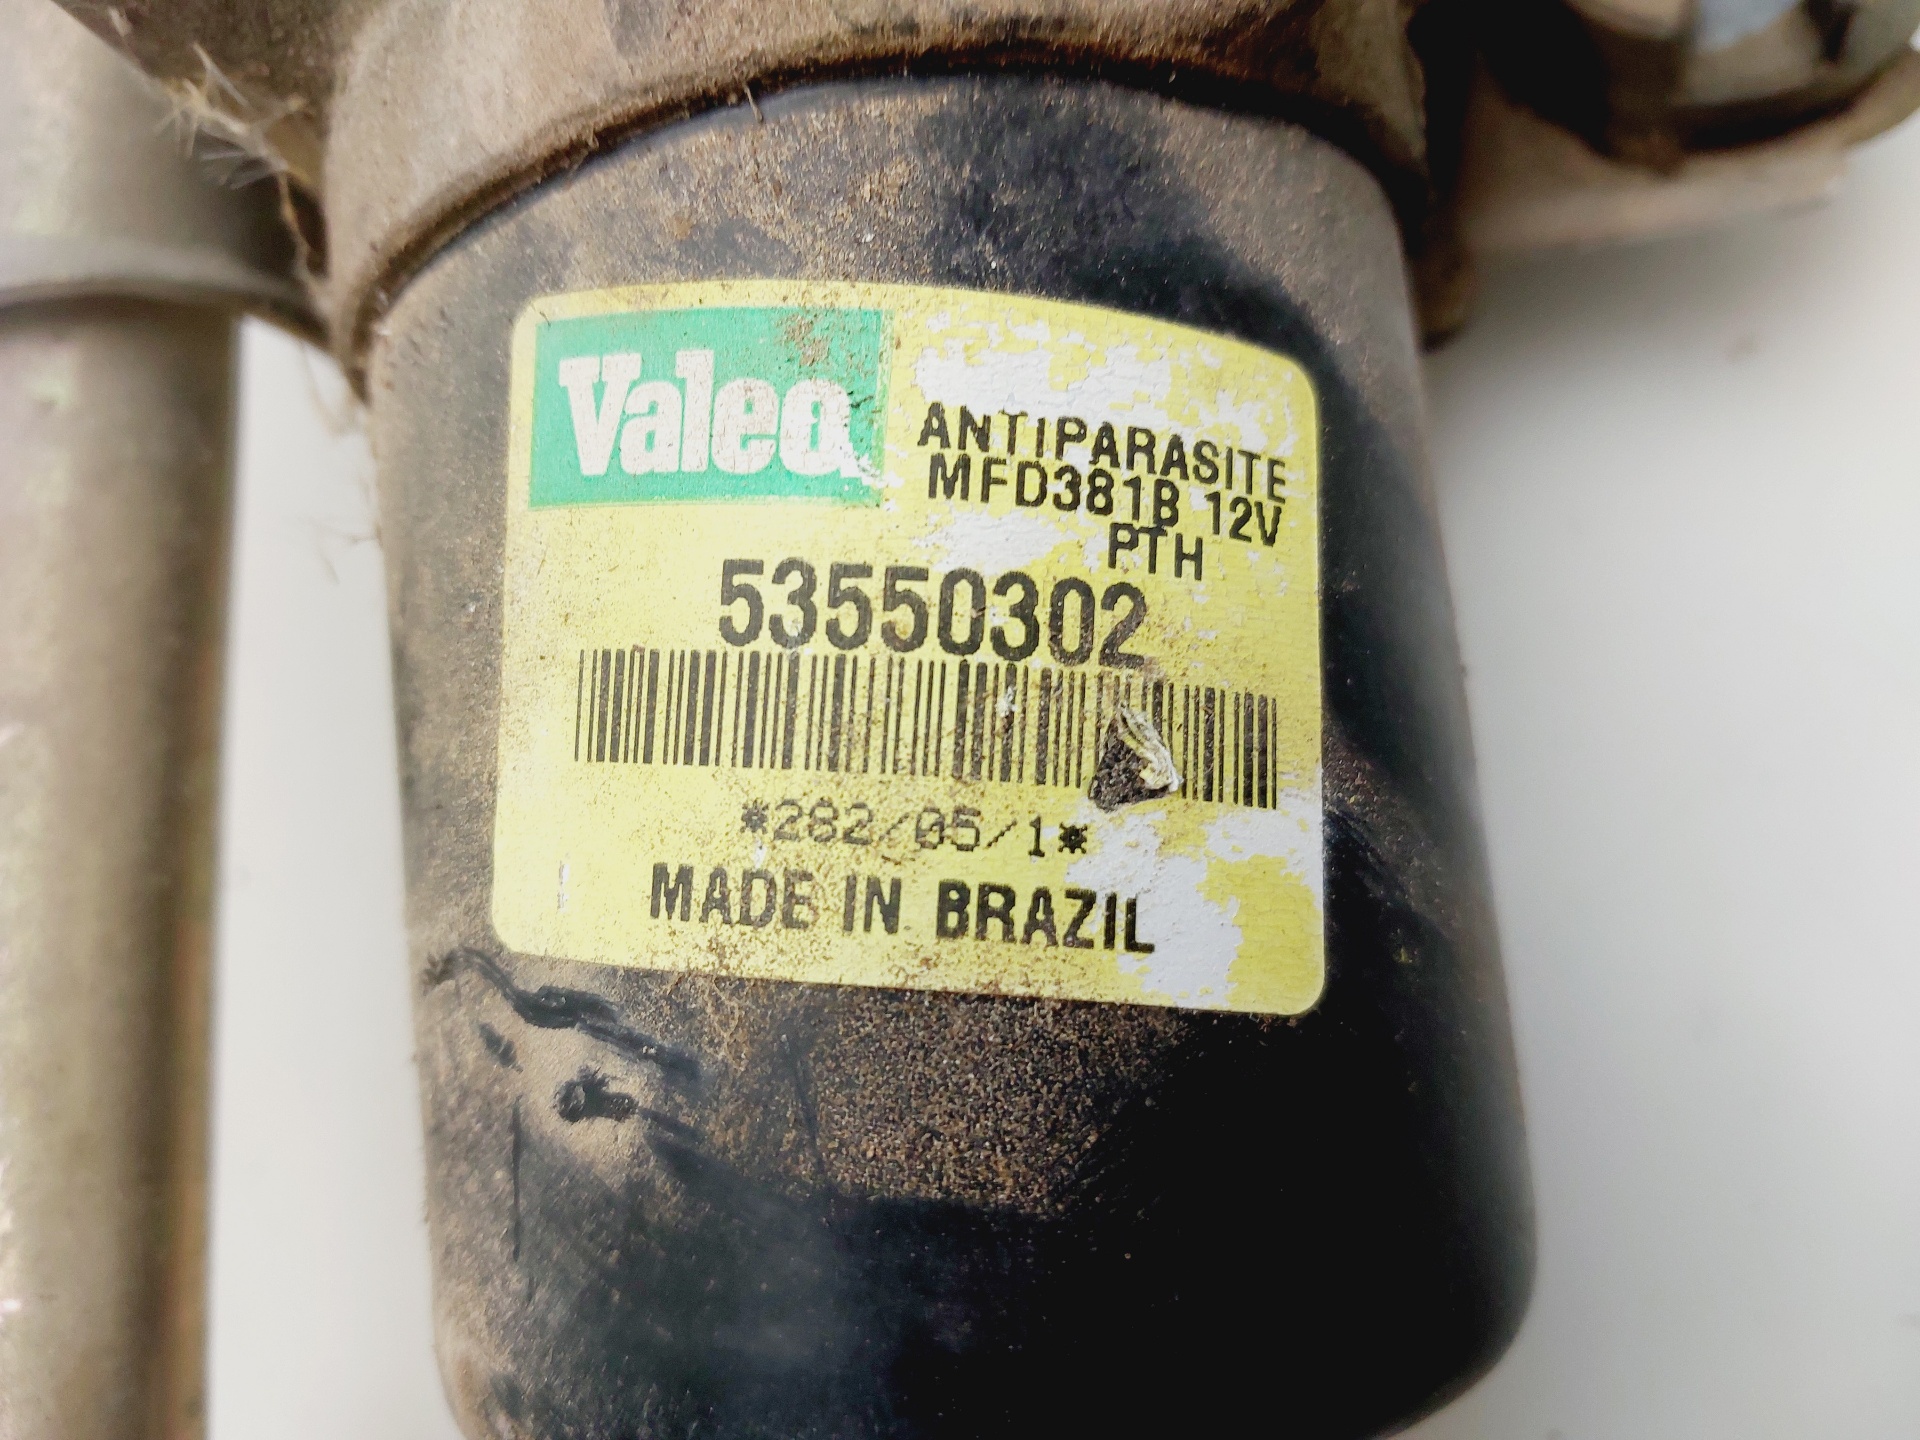 Valeo
ANTIPARASITE
MFD381B 12V
PTH
53550302
*282/05/1*
MADE IN BRAZIL